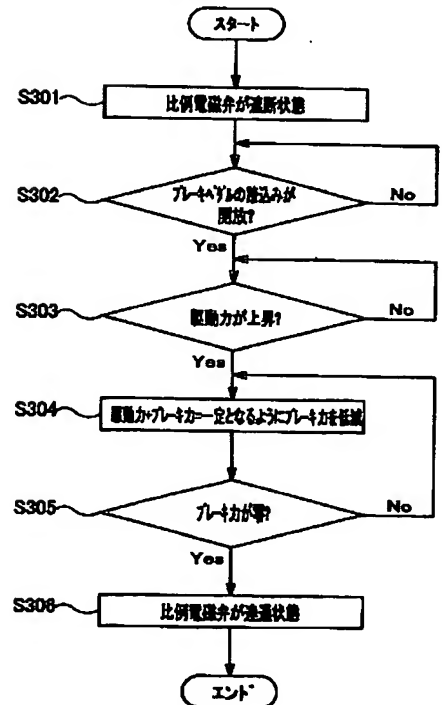 スタート
S301
比例電磁弁が遮断状態
S302
ブレーキペダルの踏込みが
開放?
No
Yes
S303
駆動力が上昇?
No
Yes
S304
駆動力+ブレーキ力=一定となるようにブレーキ力を低減
S305
ブレーキ力が零?
No
Yes
S306
比例電磁弁が連通状態
エンド